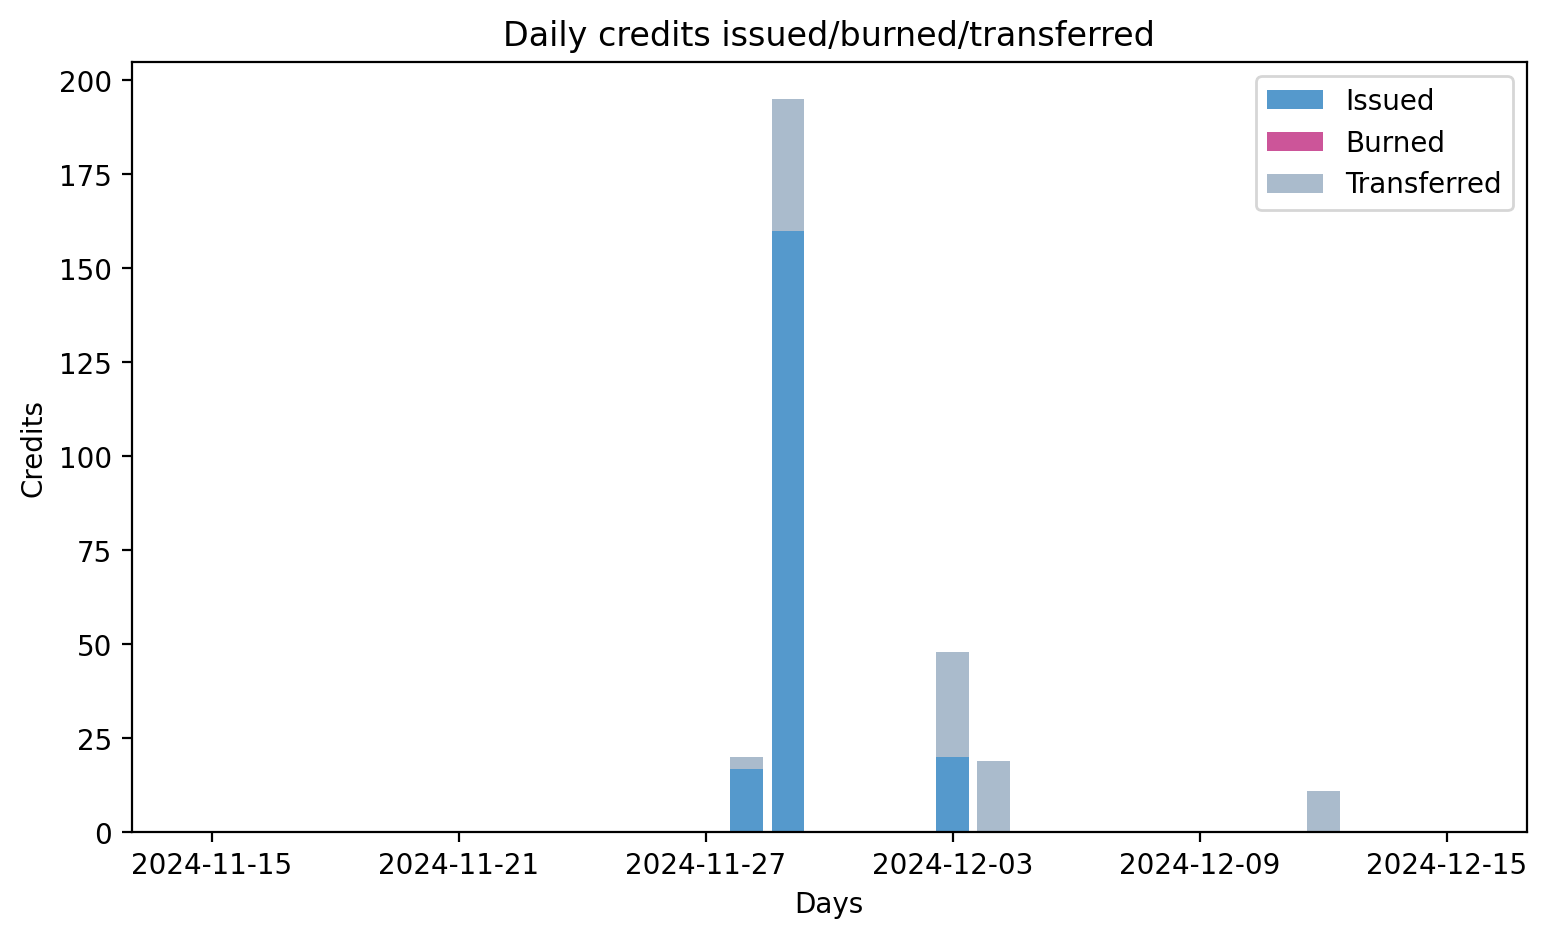 Daily credits issued/burned/transferred
200
175
150
125
100
75
50
25
0
Credits
Issued
Burned
Transferred
2024-11-15 2024-11-21 2024-11-27 2024-12-03 2024-12-09 2024-12-15
Days